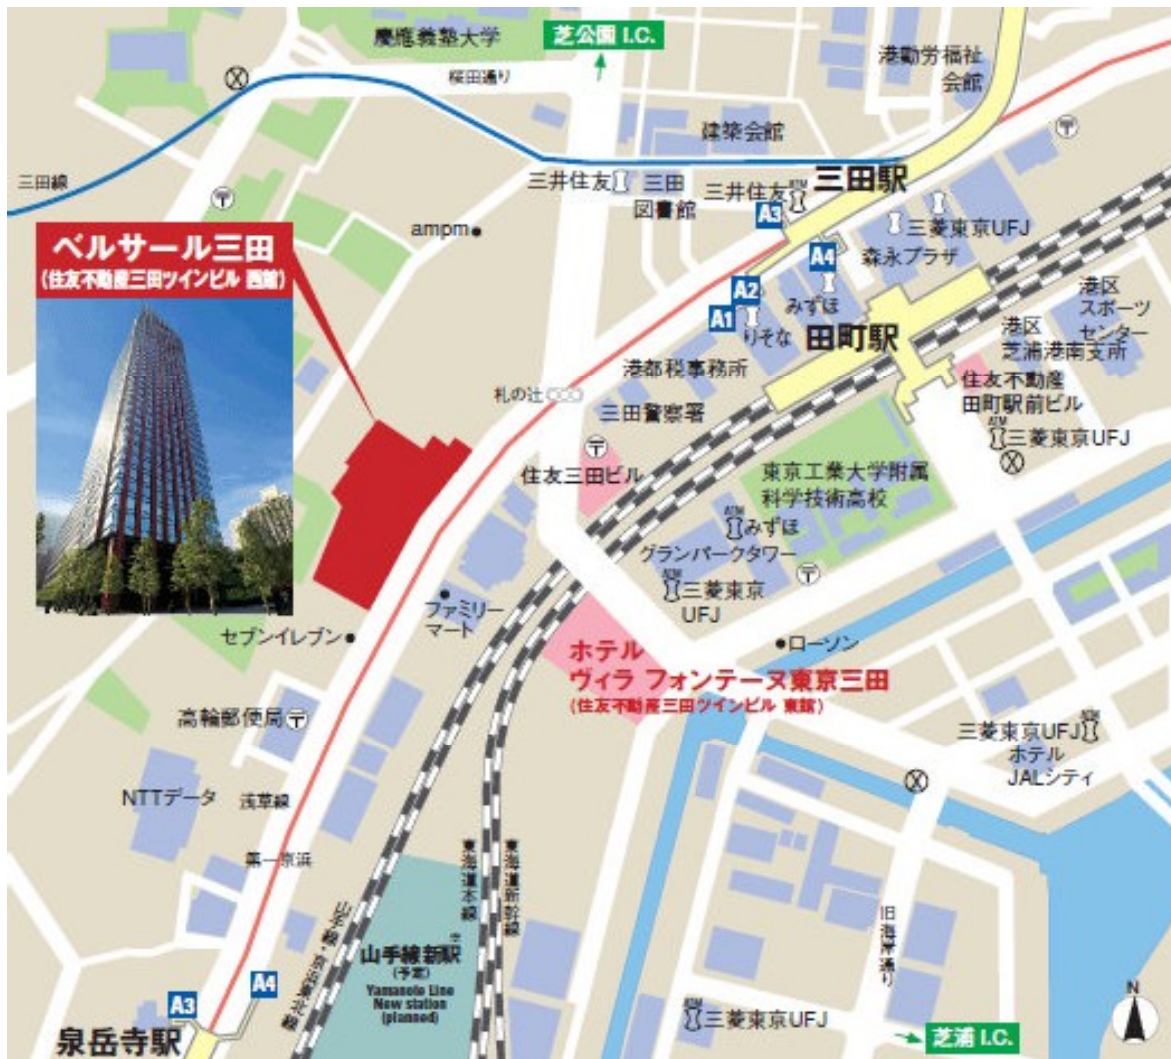 慶應義塾大学
芝公園 I.C.
桜田通り
港勤労福祉
会館
建築会館
三田線
三井住友
三田
図書館
三井住友
ATM
三田駅
A3
ampm
三菱東京UFJ
A4
森永プラザ
ベルサール三田
(住友不動産三田ツインビル 西館)
A2
A1
みずほ
りそな
田町駅
港区
スポーツ
センター
港区
芝浦港南支所
港都税事務所
札の辻
三田警察署
住友不動産
田町駅前ビル
ATM
三菱東京UFJ
住友三田ビル
東京工業大学附属
科学技術高校
ATM
みずほ
グランパークタワー
ATM
三菱東京
UFJ
ファミリー
マート
セブンイレブン
ローソン
ホテル
ヴィラ フォンテーヌ東京三田
(住友不動産三田ツインビル 東館)
高輪郵便局
三菱東京UFJ
ATM
ホテル
JALシティ
NTTデータ
浅草線
第一京浜
東海道本線
東海道新幹線
山手線・京浜東北線
山手線新駅
(予定)
Yamanote Line
New station
(planned)
旧海岸通り
A4
A3
泉岳寺駅
ATM
三菱東京UFJ
芝浦 I.C.
N